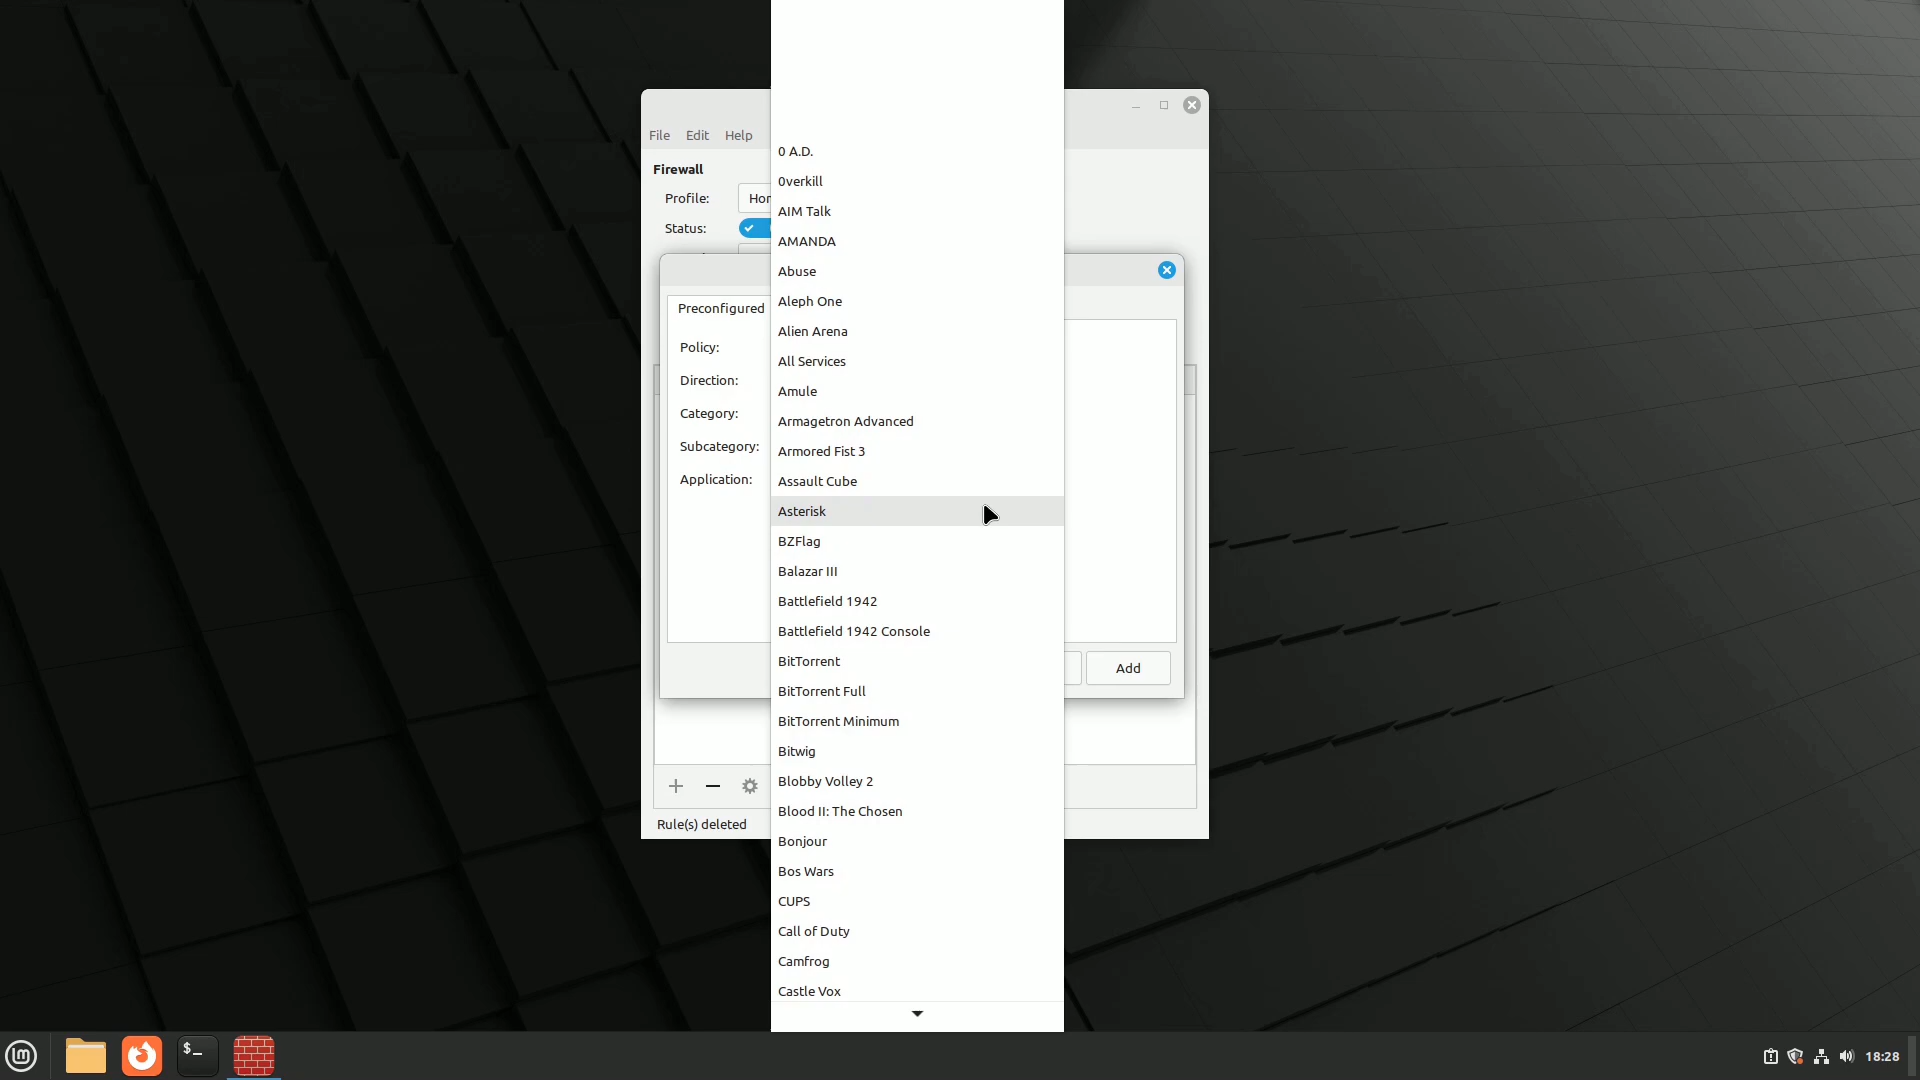 File Edit Help
Firewall
Profile:
Status:
Preconfigured
Policy:
Direction:
Category:
Subcategory:
Application:
0 A.D.
0verkill
AIM Talk
AMANDA
Abuse
Aleph One
Alien Arena
All Services
Amule
Armagetron Advanced
Armored Fist 3
Assault Cube
Asterisk
BZFlag
Balazar III
Battlefield 1942
Battlefield 1942 Console
BitTorrent
BitTorrent Full
BitTorrent Minimum
Bitwig
Blobby Volley 2
Blood II: The Chosen
Bonjour
Bos Wars
CUPS
Call of Duty
Camfrog
Castle Vox
Add
Rule(s) deleted
$_
18:28